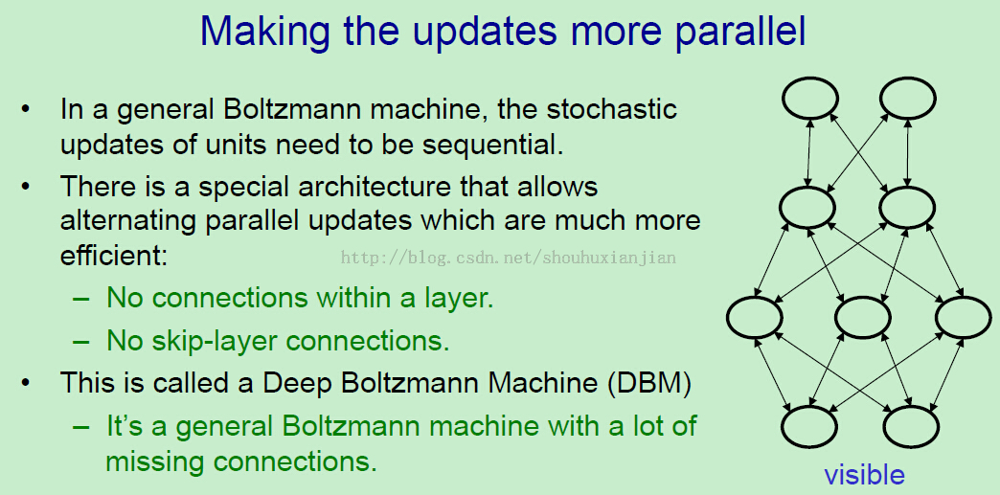 Making the updates more parallel
• In a general Boltzmann machine, the stochastic
updates of units need to be sequential.
• There is a special architecture that allows
alternating parallel updates which are much more
efficient:
http://blog.csdn.net/shouhuxianjian
– No connections within a layer.
– No skip-layer connections.
• This is called a Deep Boltzmann Machine (DBM)
– It's a general Boltzmann machine with a lot of
missing connections.
visible